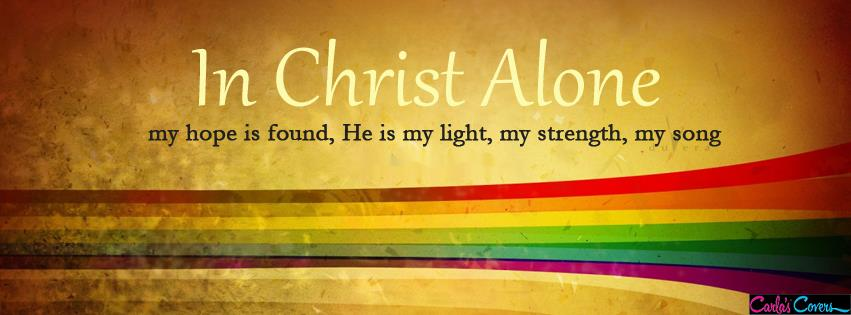 In Christ Alone
my hope is found, He is my light, my strength, my song
Carla's Covers